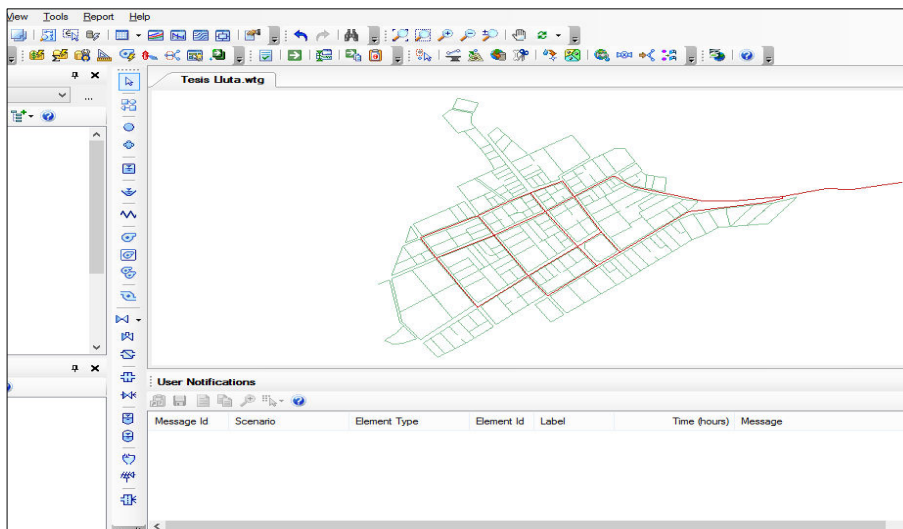 View Tools Report Help
Tesis Lluta.wtg
...
User Notifications
Message Id Scenario Element Type Element Id Label Time (hours) Message